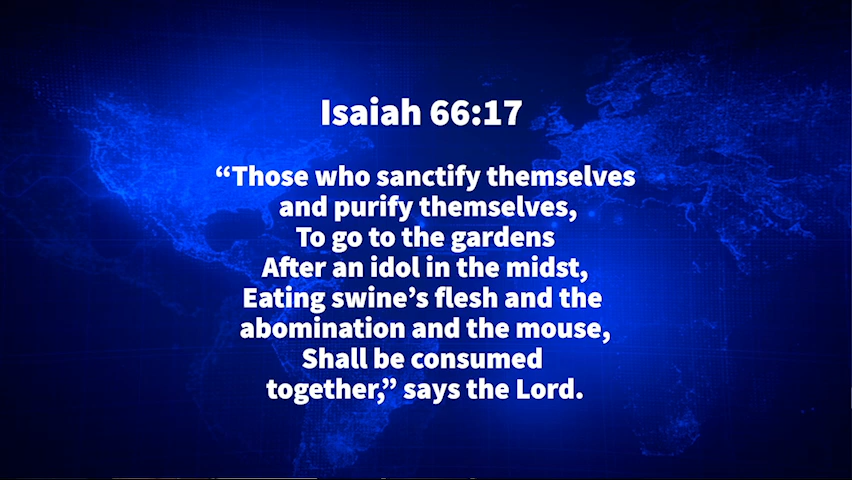 Isaiah 66:17
“Those who sanctify themselves
and purify themselves,
To go to the gardens
After an idol in the midst,
Eating swine’s flesh and the
abomination and the mouse,
Shall be consumed
together,” says the Lord.